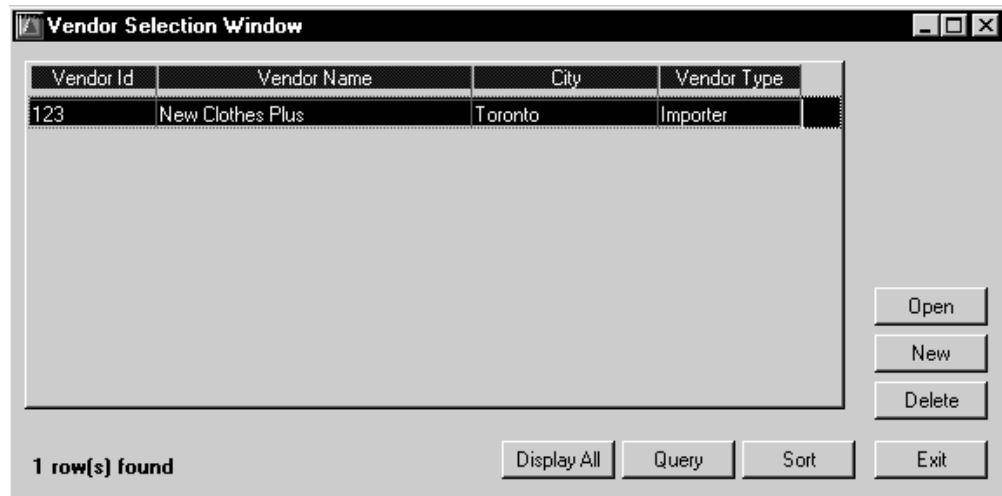 Vendor Selection Window
Vendor Id Vendor Name City Vendor Type
123 New Clothes Plus Toronto Importer
Open
New
Delete
1 row(s) found Display All Query Sort Exit